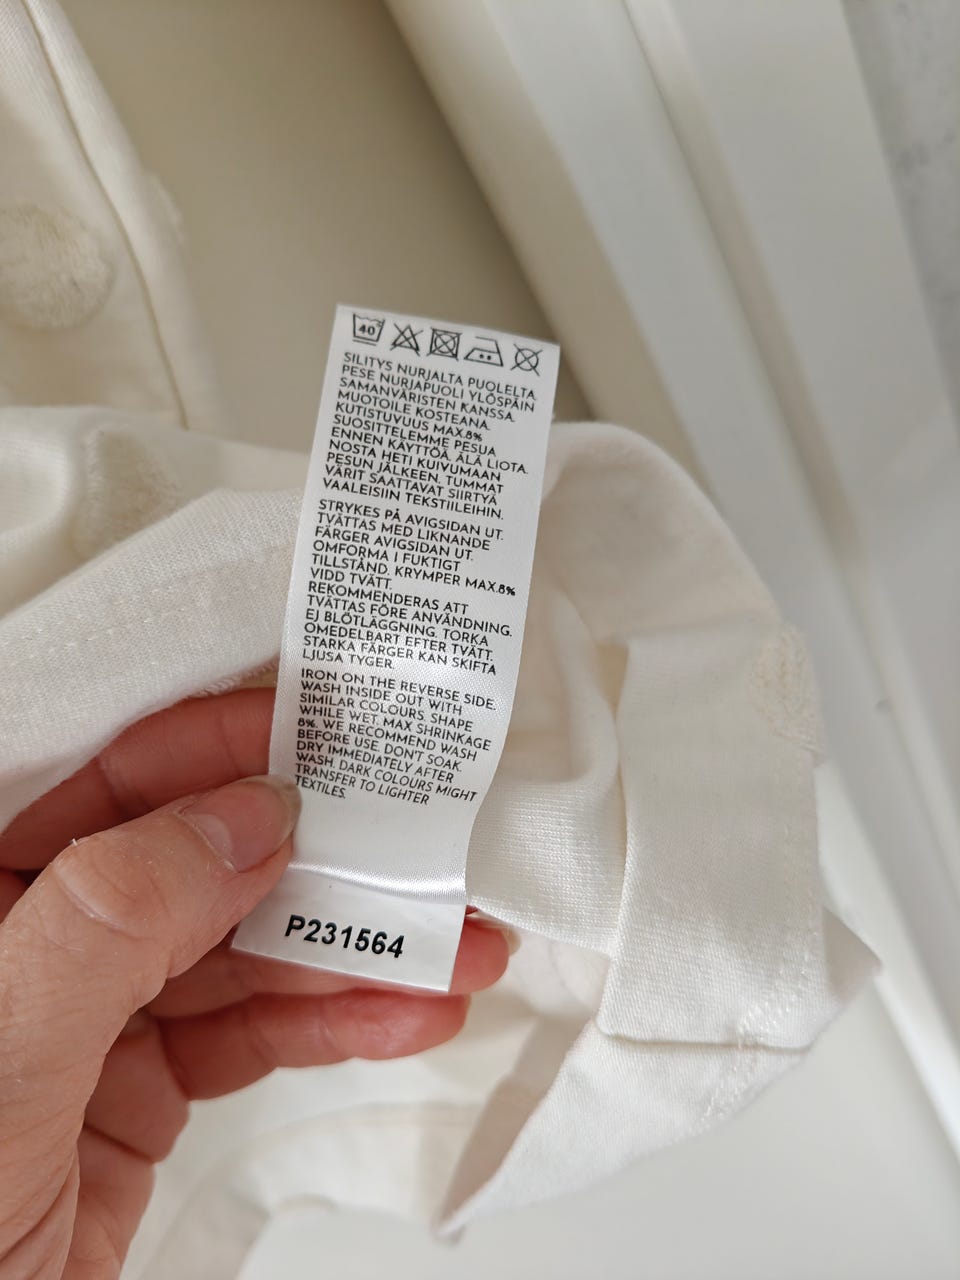 40
SILITYS NURJALTA PUOLELTA.
PESE NURJAPUOLI YLÖSPÄIN
SAMANVÄRISTEN KANSSA.
MUOTOILE KOSTEANA.
KUTISTUVUUS MAX.8%
SUOSITTELEMME PESUA
ENNEN KÄYTTÖÄ. ÄLÄ LIOTA.
NOSTA HETI KUIVUMAAN
PESUN JÄLKEEN. TUMMAT
VÄRIT SAATTAVAT SIIRTYÄ
VAALEISIIN TEKSTIILEIHIN.
STRYKES PÅ AVIGSIDAN UT.
TVÄTTAS MED LIKNANDE
FÄRGER AVIGSIDAN UT.
OMFORMA I FUKTIGT
TILLSTÅND. KRYMPER MAX.8%
VIDD TVÄTT.
REKOMMENDERAS ATT
TVÄTTAS FÖRE ANVÄNDNING.
EJ BLÖTLÄGGNING. TORKA
OMEDELBART EFTER TVÄTT.
STARKA FÄRGER KAN SKIFTA
LJUSA TYGER.
IRON ON THE REVERSE SIDE.
WASH INSIDE OUT WITH
SIMILAR COLOURS. SHAPE
WHILE WET. MAX SHRINKAGE
8%. WE RECOMMEND WASH
BEFORE USE. DON'T SOAK.
DRY IMMEDIATELY AFTER
WASH. DARK COLOURS MIGHT
TRANSFER TO LIGHTER
TEXTILES.
P231564